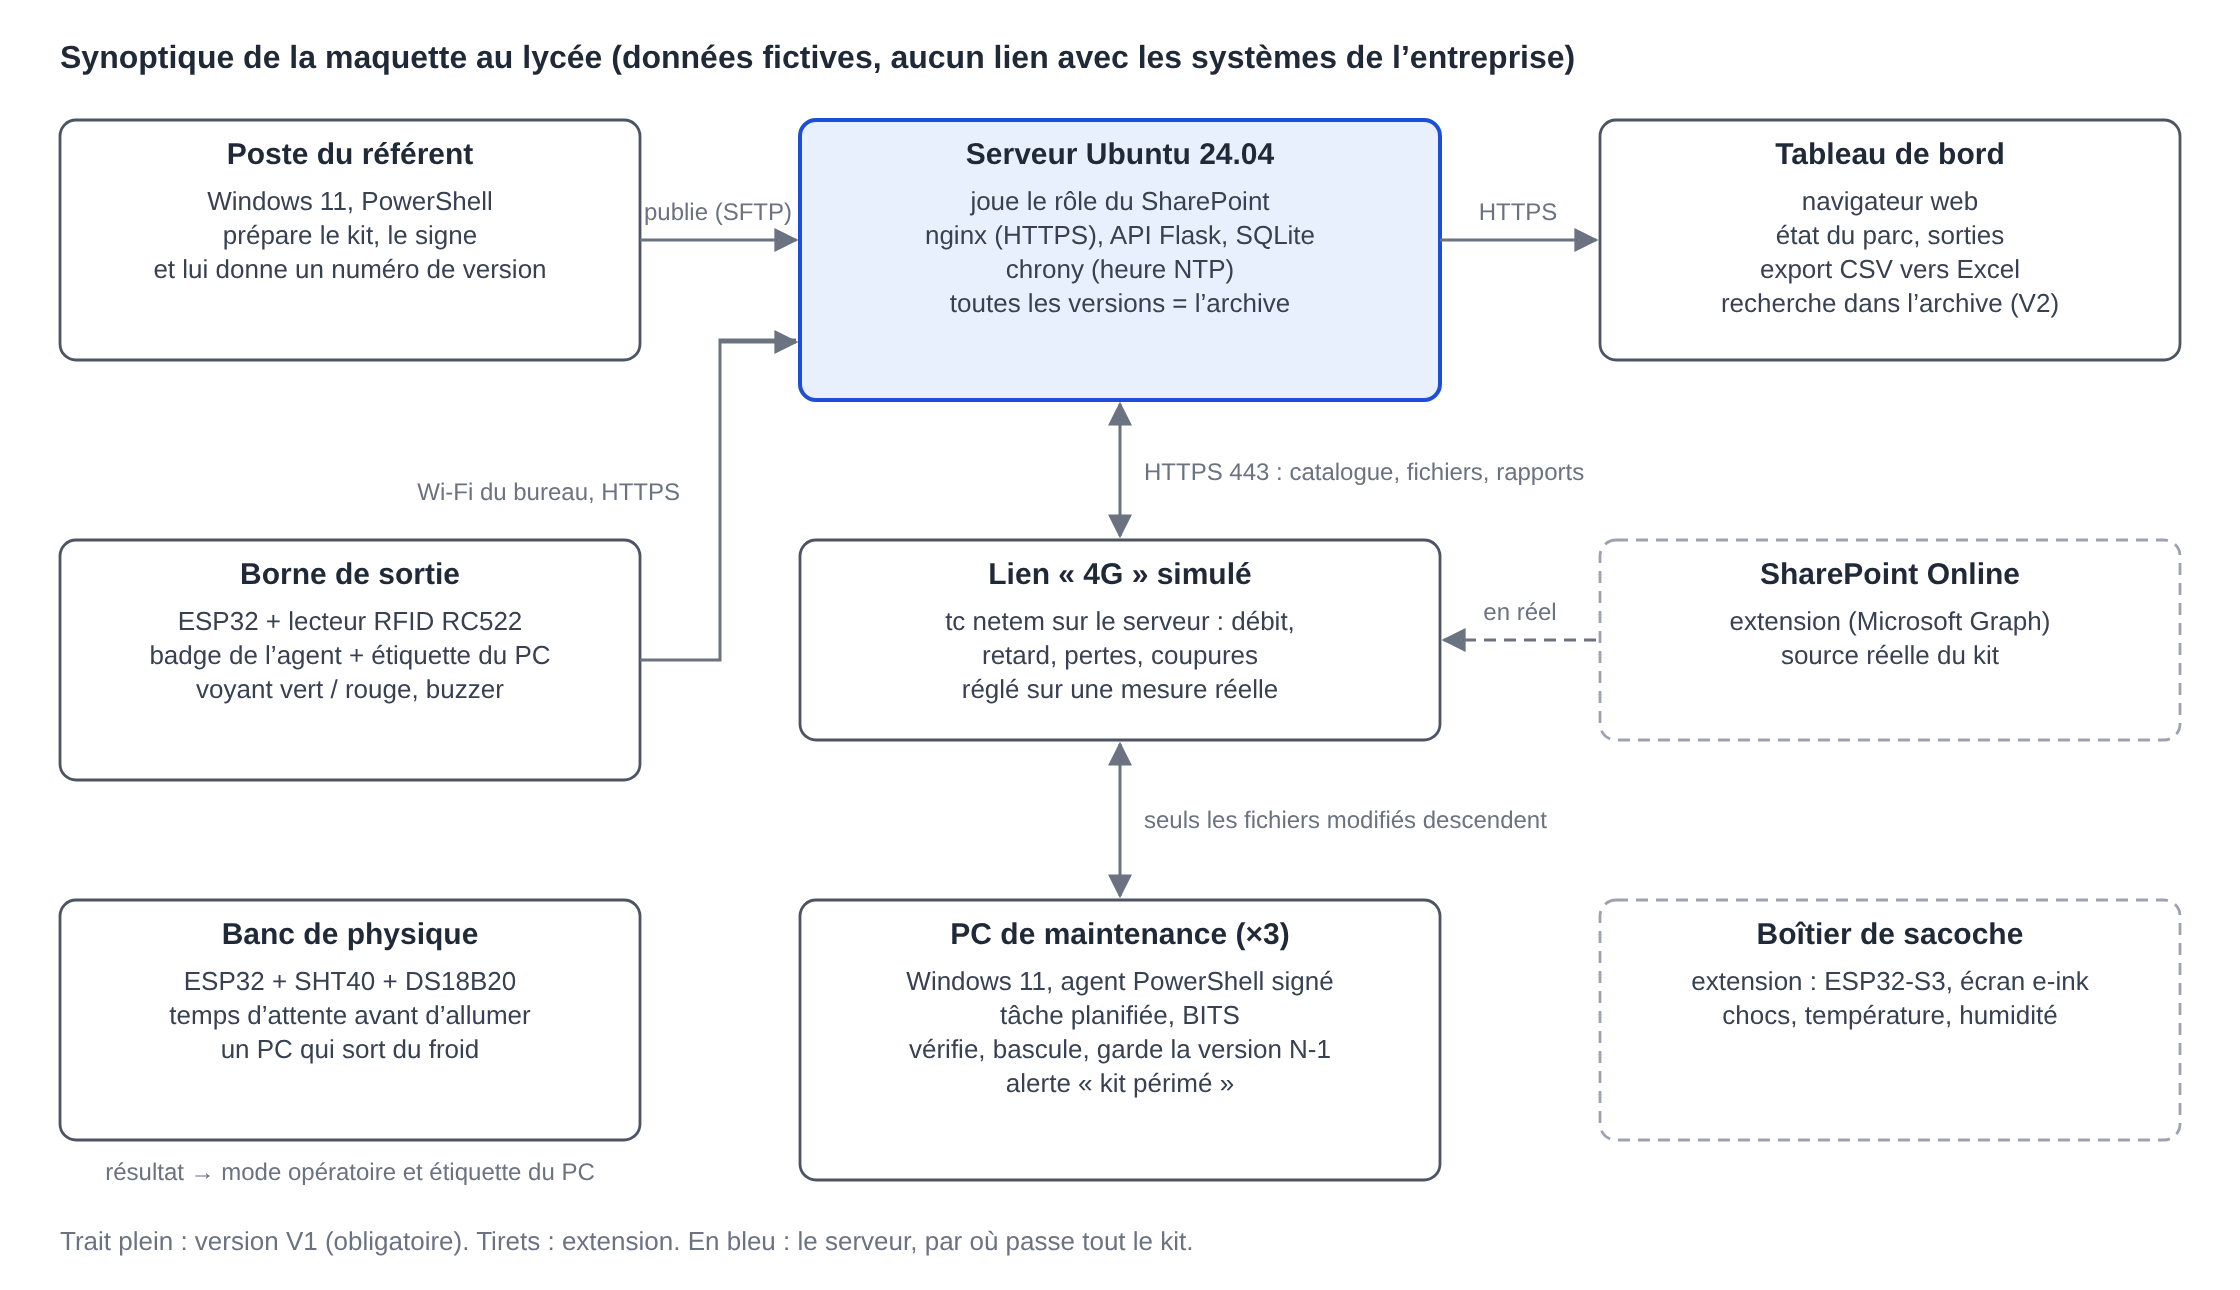 Synoptique de la maquette au lycée (données fictives, aucun lien avec les systèmes de l’entreprise)
Poste du référent
Windows 11, PowerShell
prépare le kit, le signe
et lui donne un numéro de version
publie (SFTP)
Serveur Ubuntu 24.04
joue le rôle du SharePoint
nginx (HTTPS), API Flask, SQLite
chrony (heure NTP)
toutes les versions = l’archive
HTTPS
Tableau de bord
navigateur web
état du parc, sorties
export CSV vers Excel
recherche dans l’archive (V2)
Wi-Fi du bureau, HTTPS
HTTPS 443 : catalogue, fichiers, rapports
Borne de sortie
ESP32 + lecteur RFID RC522
badge de l’agent + étiquette du PC
voyant vert / rouge, buzzer
Lien « 4G » simulé
tc netem sur le serveur : débit,
retard, pertes, coupures
réglé sur une mesure réelle
en réel
SharePoint Online
extension (Microsoft Graph)
source réelle du kit
seuls les fichiers modifiés descendent
Banc de physique
ESP32 + SHT40 + DS18B20
temps d’attente avant d’allumer
un PC qui sort du froid
résultat → mode opératoire et étiquette du PC
PC de maintenance (×3)
Windows 11, agent PowerShell signé
tâche planifiée, BITS
vérifie, bascule, garde la version N-1
alerte « kit périmé »
Boîtier de sacoche
extension : ESP32-S3, écran e-ink
chocs, température, humidité
Trait plein : version V1 (obligatoire). Tirets : extension. En bleu : le serveur, par où passe tout le kit.